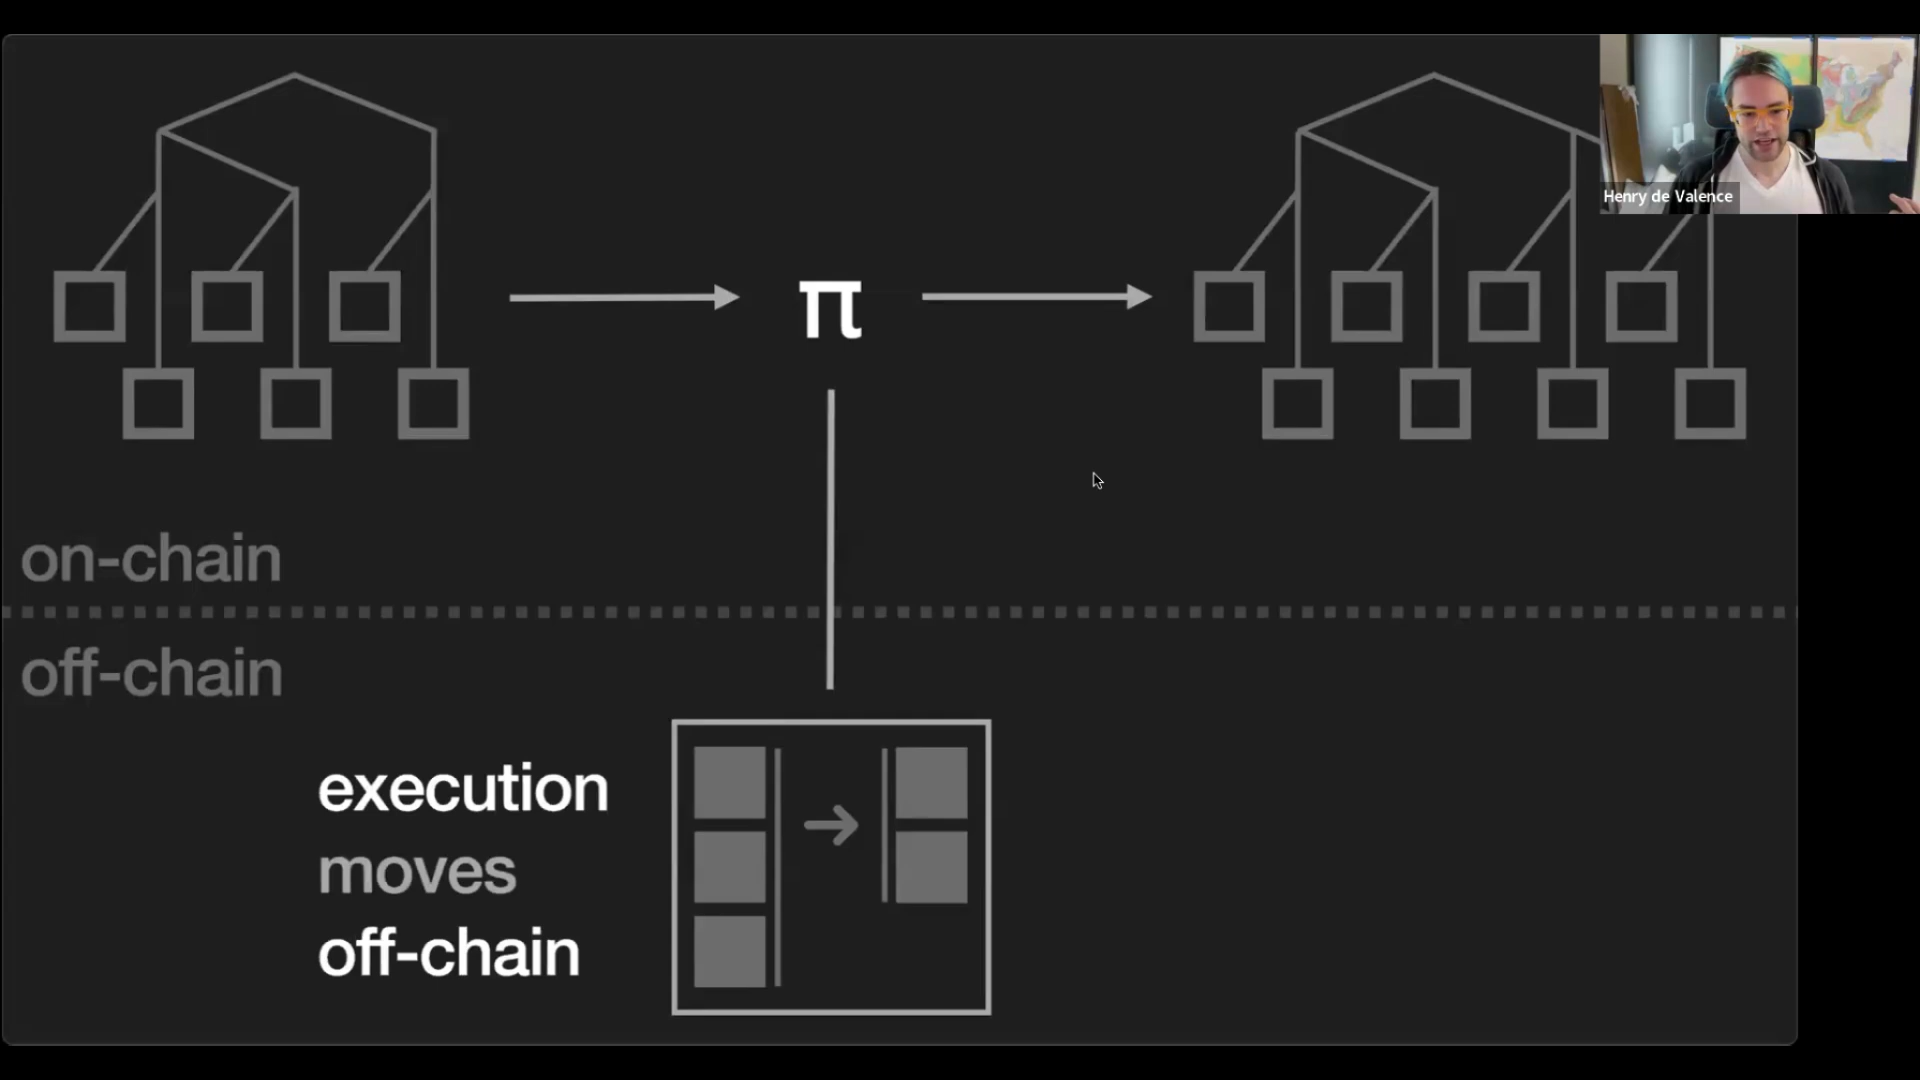 Henry de Valence
π
on-chain
off-chain
execution
moves
off-chain